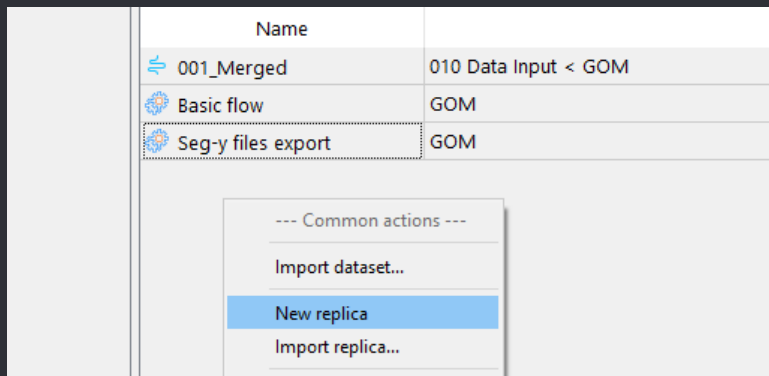 Name
001_Merged 010 Data Input < GOM
Basic flow GOM
Seg-y files export GOM
--- Common actions ---
Import dataset...
New replica
Import replica...